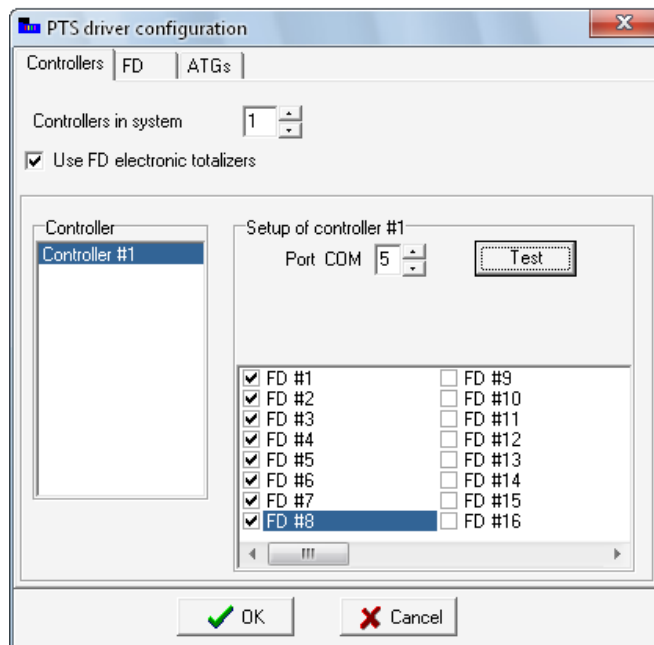 PTS driver configuration
Controllers FD ATGs
Controllers in system 1
Use FD electronic totalizers
Controller
Controller #1
Setup of controller #1
Port COM 5 Test
FD #1 FD #9
FD #2 FD #10
FD #3 FD #11
FD #4 FD #12
FD #5 FD #13
FD #6 FD #14
FD #7 FD #15
FD #8 FD #16
OK Cancel